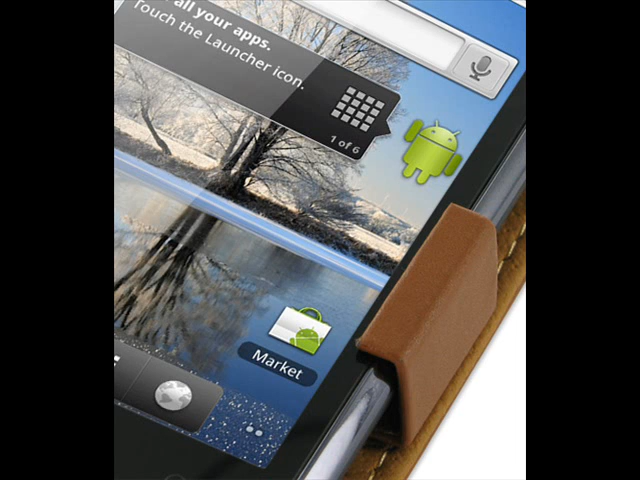 all your apps.
Touch the Launcher icon.
1 of 6
Market